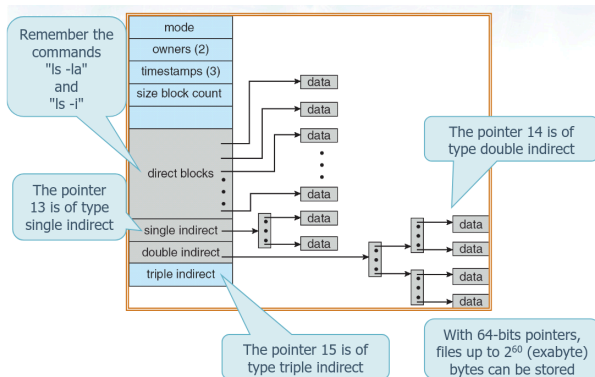 Remember the
commands
"ls -la"
and
"ls -i"
mode
owners (2)
timestamps (3)
size block count
direct blocks
single indirect
double indirect
triple indirect
data
data
data
data
data
data
data
data
data
data
The pointer
13 is of type
single indirect
The pointer 14 is of
type double indirect
The pointer 15 is of
type triple indirect
With 64-bits pointers,
files up to 2⁶⁰ (exabyte)
bytes can be stored